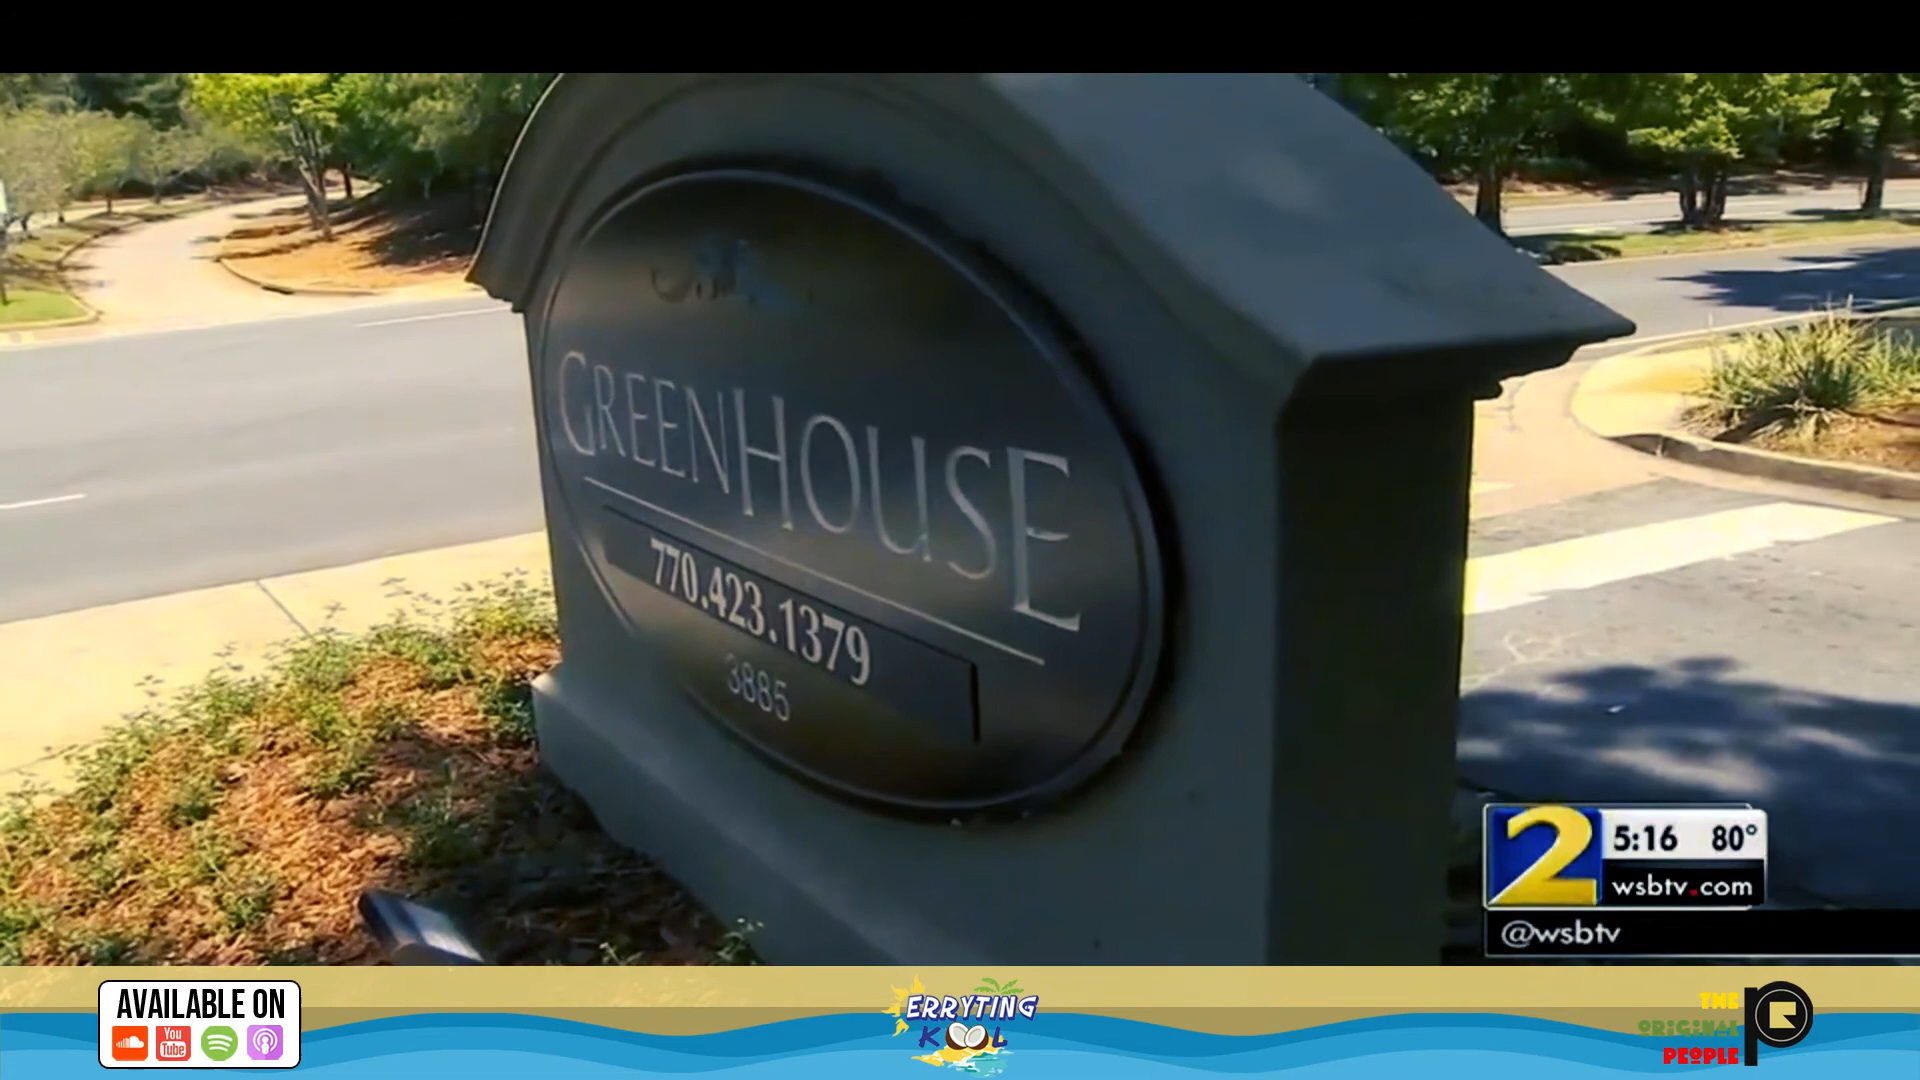 GREENHOUSE
770.423.1379
3885
2
5:16 80°
wsbtv.com
@wsbtv
AVAILABLE ON
You
Tube
ERRYTING
KOOL
THE
ORIGINAL
PEOPLE